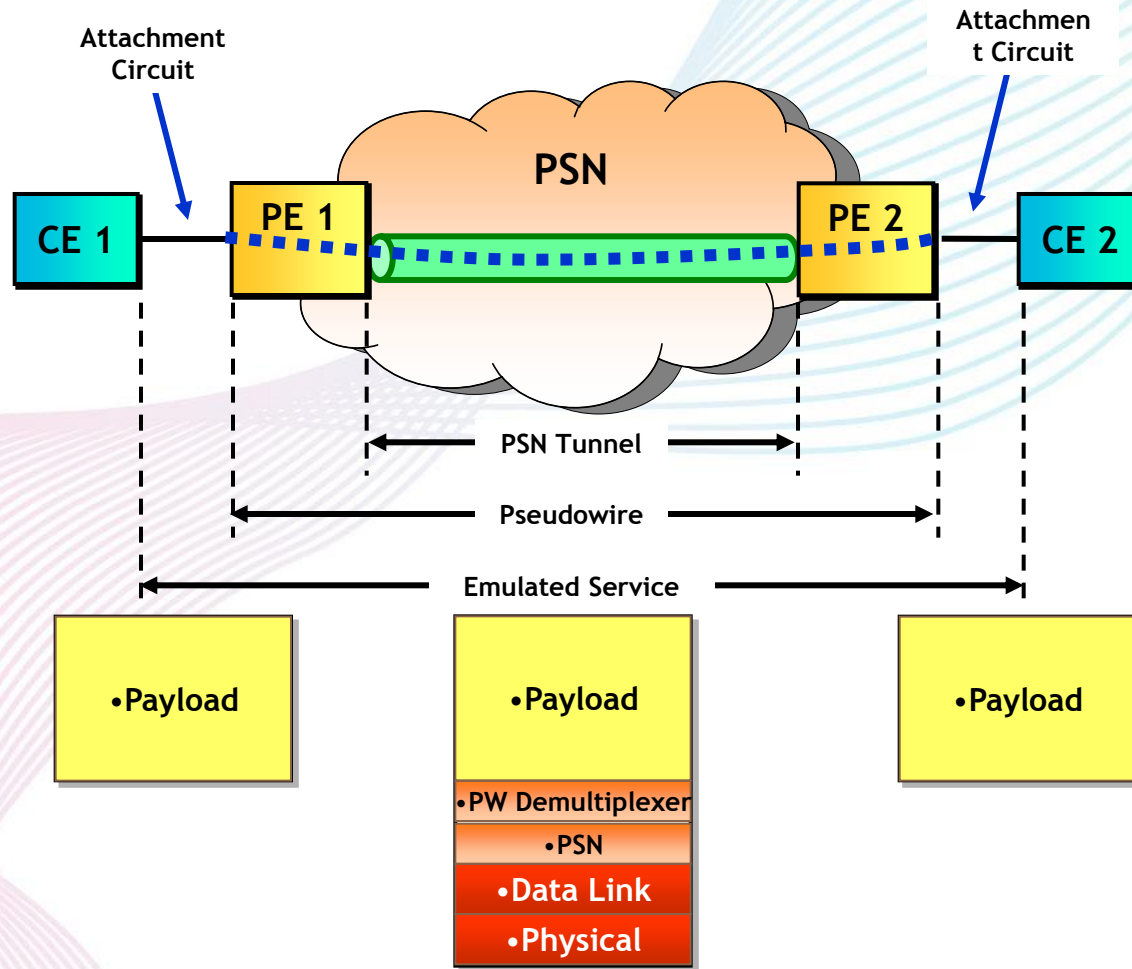 Attachment
Circuit
Attachmen
t Circuit
PSN
CE 1
PE 1
PE 2
CE 2
PSN Tunnel
Pseudowire
Emulated Service
•Payload
•Payload
•Payload
•PW Demultiplexer
•PSN
•Data Link
•Physical